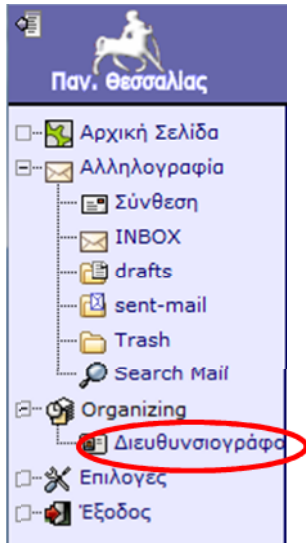 Παν. Θεσσαλίας
Αρχική Σελίδα
Αλληλογραφία
Σύνθεση
INBOX
drafts
sent-mail
Trash
Search Mail
Organizing
Διευθυνσιογράφο
Επιλογές
Έξοδος